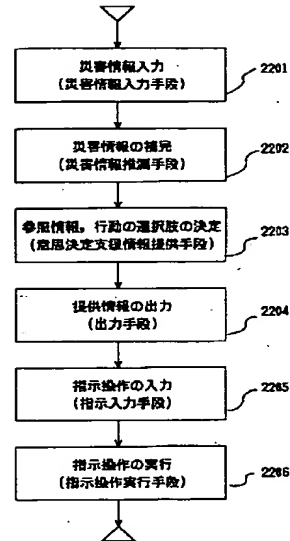 災害情報入力
(災害情報入力手段)
2201
災害情報の補完
(災害情報推測手段)
2202
参照情報，行動の選択肢の決定
(意思決定支援情報提供手段)
2203
提供情報の出力
(出力手段)
2204
指示操作の入力
(指示入力手段)
2205
指示操作の実行
(指示操作実行手段)
2206